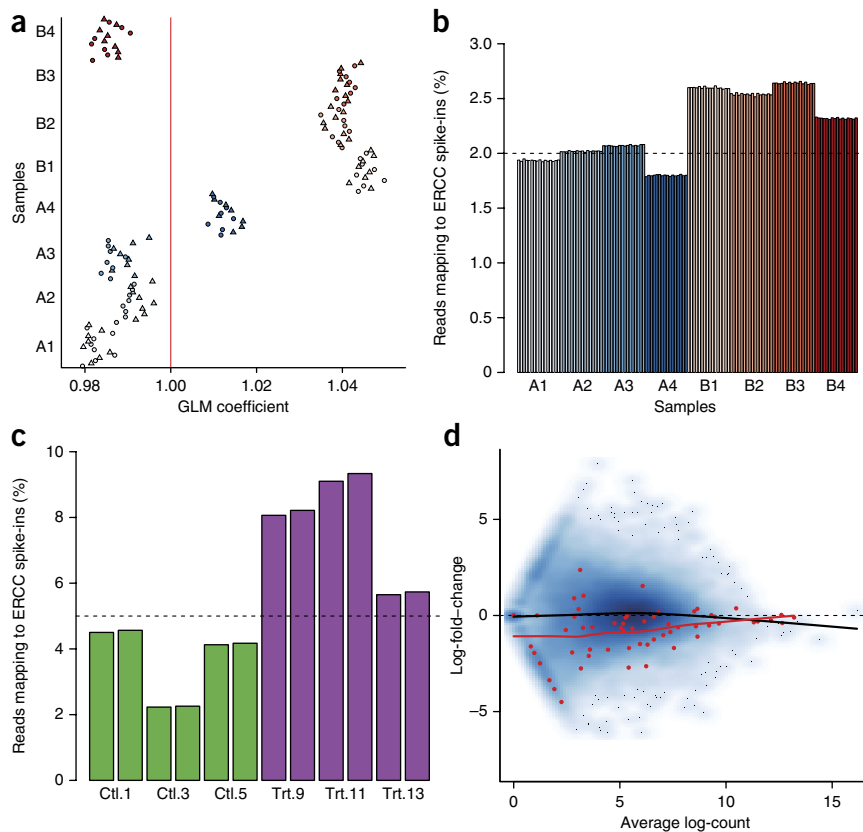 a
B4
B3
B2
B1
A4
A3
A2
A1
Samples
0.98
1.00
1.02
1.04
GLM coefficient
b
3.0
2.5
2.0
1.5
1.0
0.5
0
Reads mapping to ERCC spike-ins (%)
A1 A2 A3 A4 B1 B2 B3 B4
Samples
c
10
8
6
4
2
0
Reads mapping to ERCC spike-ins (%)
Ctl.1 Ctl.3 Ctl.5 Trt.9 Trt.11 Trt.13
d
5
0
–5
Log-fold–change
0 5 10 15
Average log-count